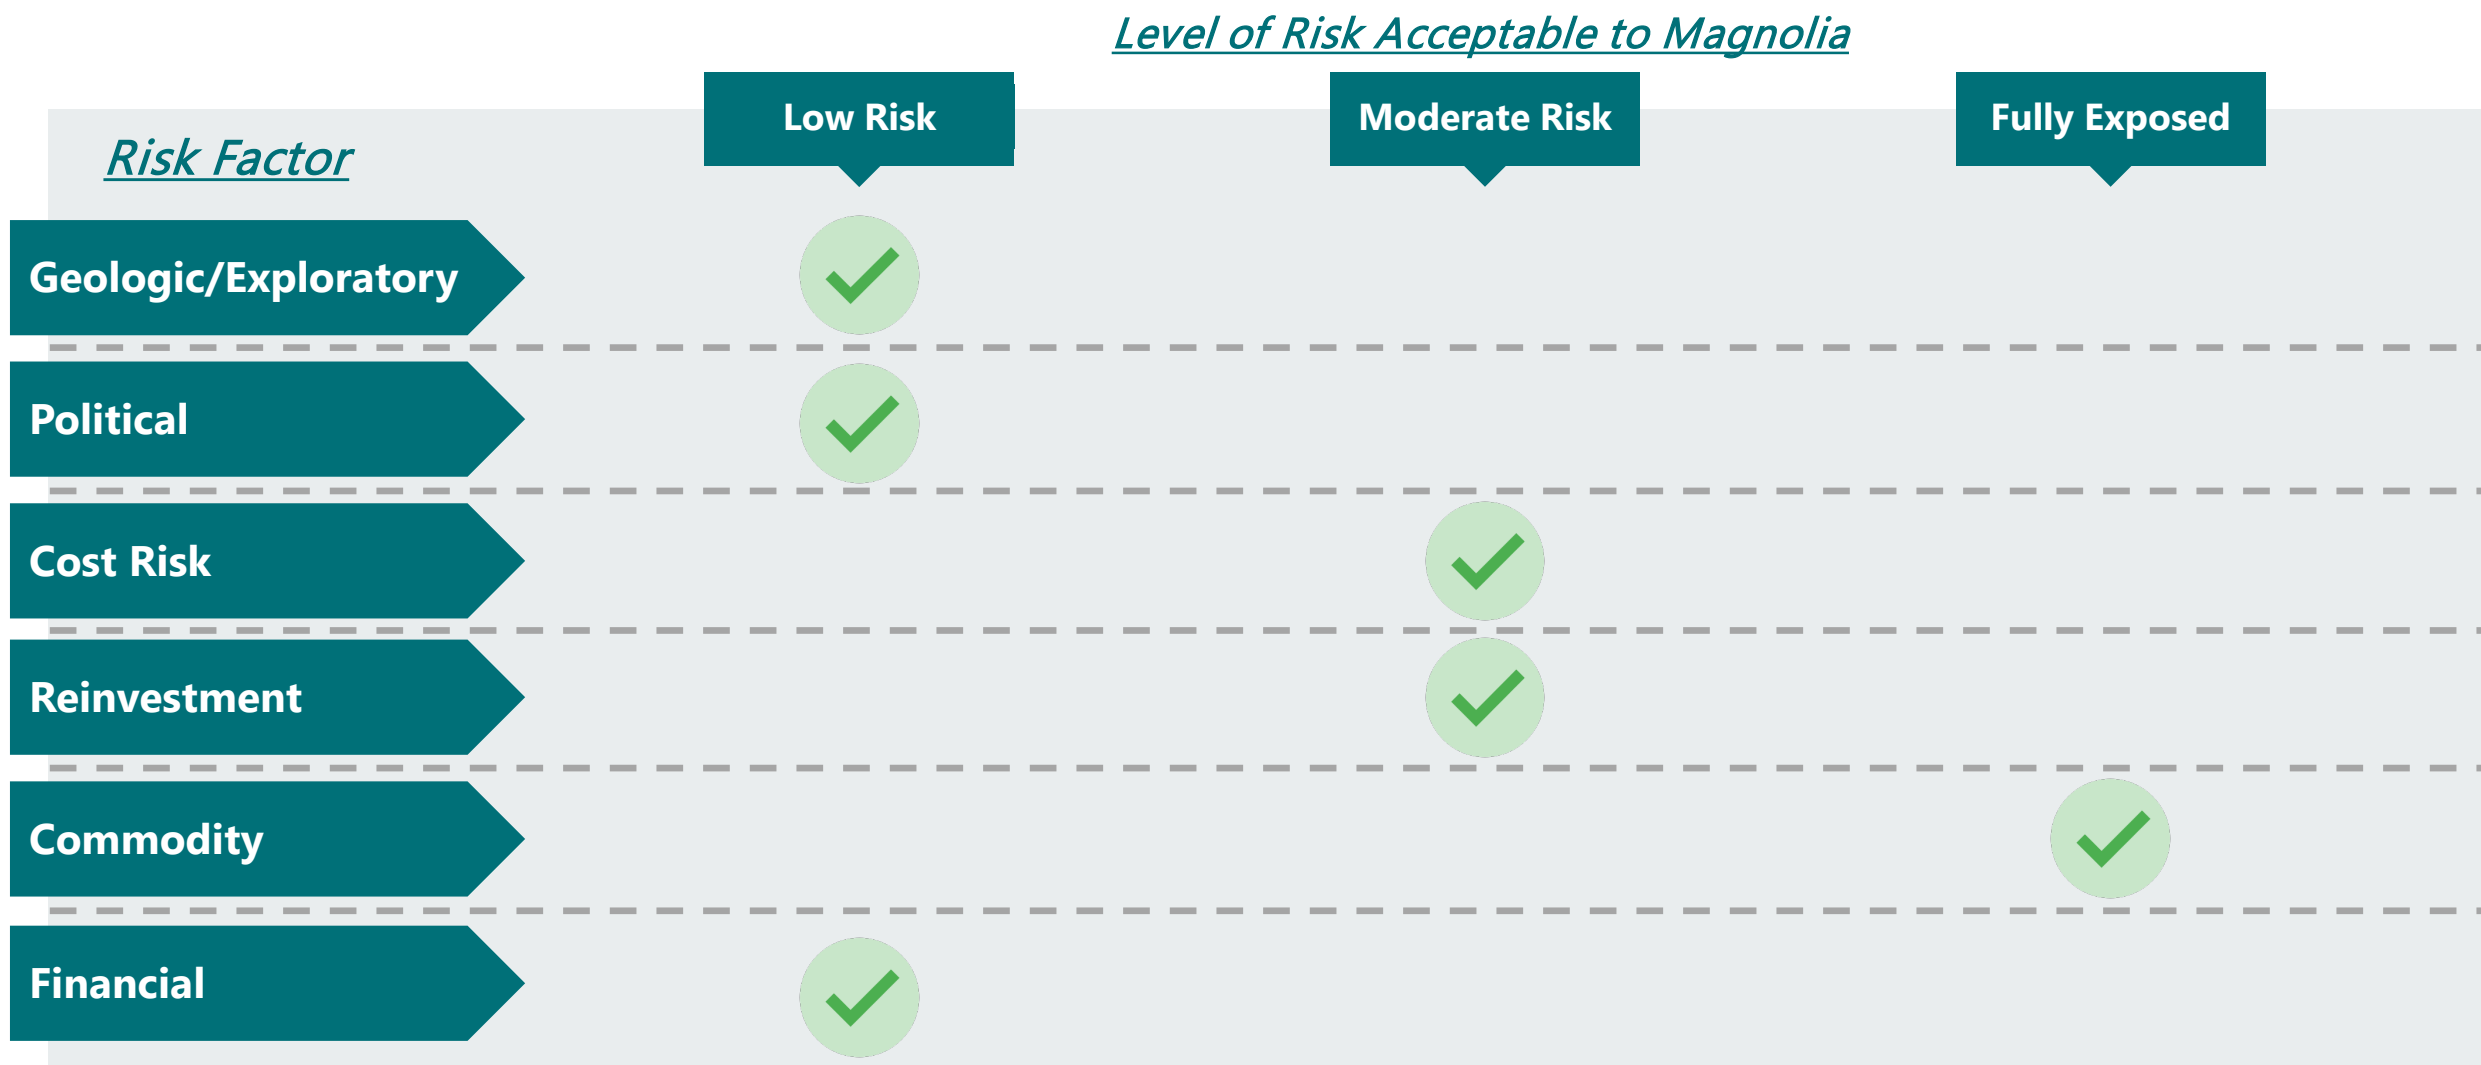 Level of Risk Acceptable to Magnolia
Low Risk
Moderate Risk
Fully Exposed
Risk Factor
Geologic/Exploratory
Political
Cost Risk
Reinvestment
Commodity
Financial